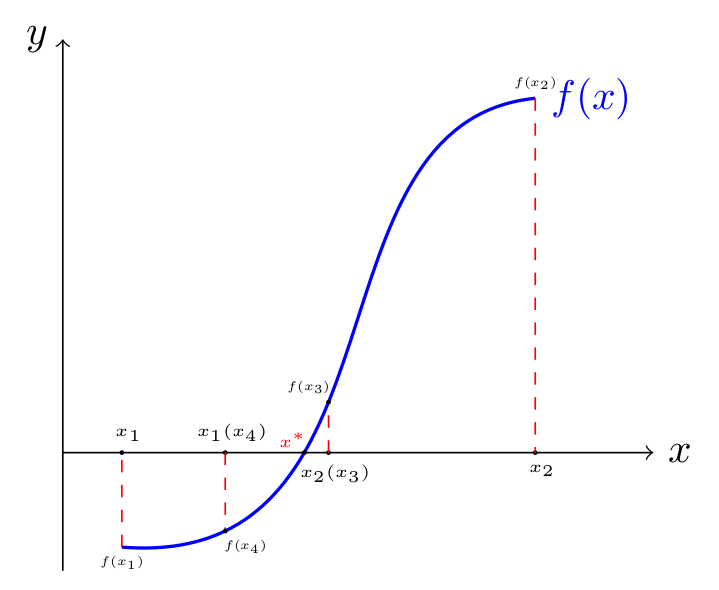 y
f(x₂)
f(x)
f(x₃)
x₁
x₁(x₄)
x*
x
x₂(x₃)
x₂
f(x₄)
f(x₁)